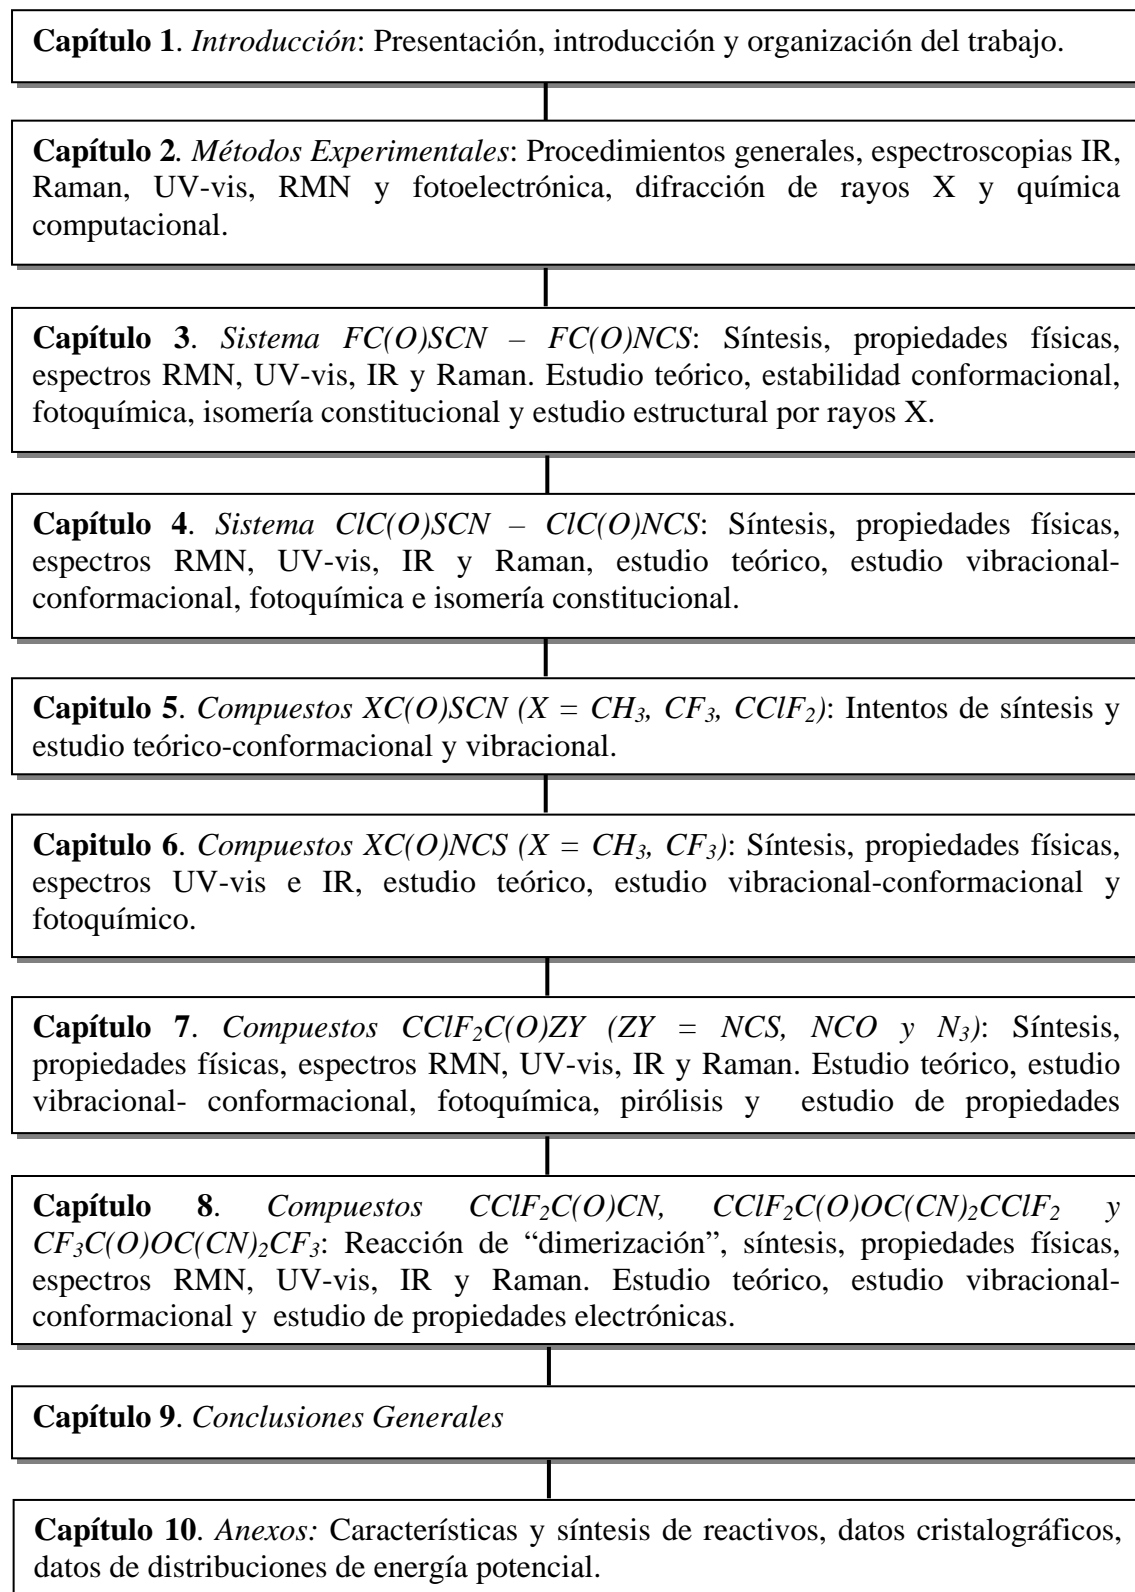 Capítulo 1. Introducción: Presentación, introducción y organización del trabajo.
Capítulo 2. Métodos Experimentales: Procedimientos generales, espectroscopias IR,
Raman, UV-vis, RMN y fotoelectrónica, difracción de rayos X y química
computacional.
Capítulo 3. Sistema FC(O)SCN – FC(O)NCS: Síntesis, propiedades físicas,
espectros RMN, UV-vis, IR y Raman. Estudio teórico, estabilidad conformacional,
fotoquímica, isomería constitucional y estudio estructural por rayos X.
Capítulo 4. Sistema ClC(O)SCN – ClC(O)NCS: Síntesis, propiedades físicas,
espectros RMN, UV-vis, IR y Raman, estudio teórico, estudio vibracional-
conformacional, fotoquímica e isomería constitucional.
Capitulo 5. Compuestos XC(O)SCN (X = CH₃, CF₃, CClF₂): Intentos de síntesis y
estudio teórico-conformacional y vibracional.
Capitulo 6. Compuestos XC(O)NCS (X = CH₃, CF₃): Síntesis, propiedades físicas,
espectros UV-vis e IR, estudio teórico, estudio vibracional-conformacional y
fotoquímico.
Capítulo 7. Compuestos CClF₂C(O)ZY (ZY = NCS, NCO y N₃): Síntesis,
propiedades físicas, espectros RMN, UV-vis, IR y Raman. Estudio teórico, estudio
vibracional- conformacional, fotoquímica, pirólisis y estudio de propiedades
Capítulo 8. Compuestos CClF₂C(O)CN, CClF₂C(O)OC(CN)₂CClF₂ y
CF₃C(O)OC(CN)₂CF₃: Reacción de “dimerización”, síntesis, propiedades físicas,
espectros RMN, UV-vis, IR y Raman. Estudio teórico, estudio vibracional-
conformacional y estudio de propiedades electrónicas.
Capítulo 9. Conclusiones Generales
Capítulo 10. Anexos: Características y síntesis de reactivos, datos cristalográficos,
datos de distribuciones de energía potencial.